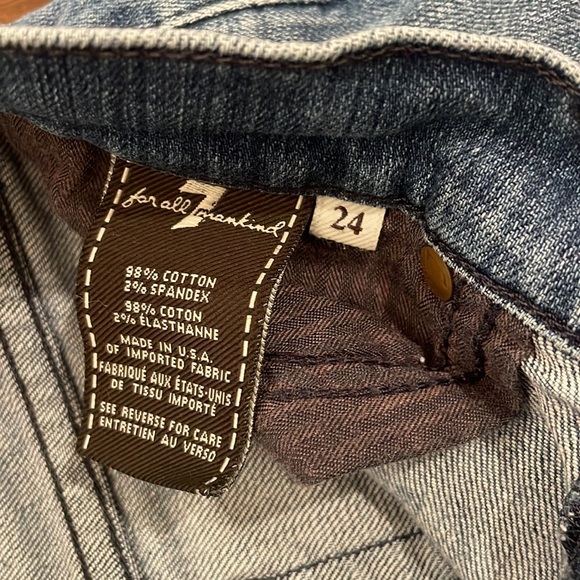 7
for all mankind
24
98% COTTON
2% SPANDEX
98% COTON
2% ÉLASTHANNE
MADE IN U.S.A.
OF IMPORTED FABRIC
FABRIQUÉ AUX ÉTATS-UNIS
DE TISSU IMPORTÉ
SEE REVERSE FOR CARE
ENTRETIEN AU VERSO